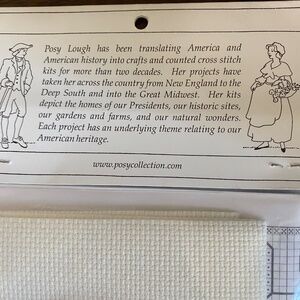 Posy Lough has been translating America and
American history into crafts and counted cross stitch
kits for more than two decades. Her projects have
taken her across the country from New England to the
Deep South and into the Great Midwest. Her kits
depict the homes of our Presidents, our historic sites,
our gardens and farms, and our natural wonders.
Each project has an underlying theme relating to our
American heritage.
www.posycollection.com